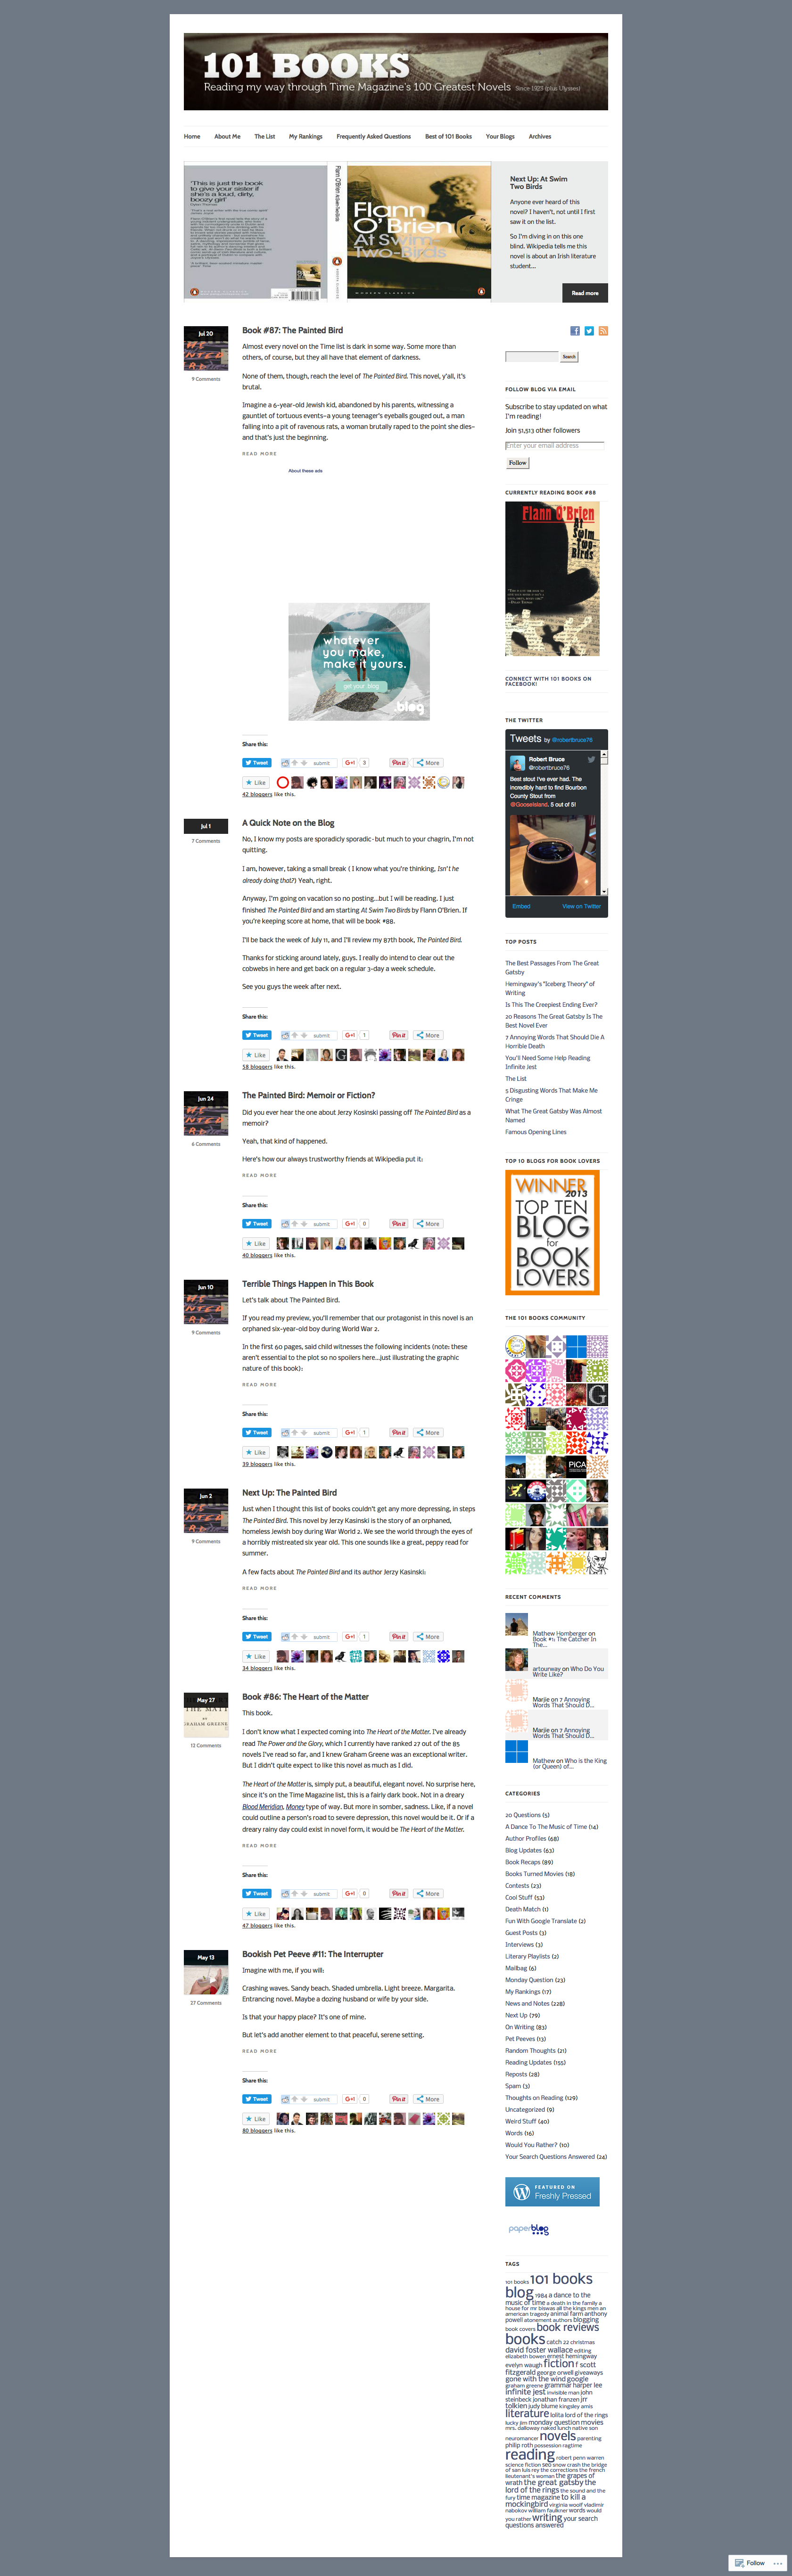 101 BOOKS
Reading my way through Time Magazine's 100 Greatest Novels Since 1923 (plus Ulysses)
Home About Me The List My Rankings Frequently Asked Questions Best of 101 Books Your Blogs Archives
Flann
O'Brien
At Swim-
Two-Birds
Next Up: At Swim
Two Birds
Anyone ever heard of this
novel? I haven't, not until I first
saw it on the list.
So I'm diving in on this one
blind. Wikipedia tells me this
novel is about an Irish literature
student...
Read more
Jul 20
9 Comments
Book #87: The Painted Bird
Almost every novel on the Time list is dark in some way. Some more than
others, of course, but they all have that element of darkness.
None of them, though, reach the level of The Painted Bird. This novel, y'all, it's
brutal.
Imagine a 6-year-old Jewish kid, abandoned by his parents, witnessing a
gauntlet of tortuous events–a young teenager's eyeballs gouged out, a man
falling into a pit of ravenous rats, a woman brutally raped to the point she dies–
and that's just the beginning.
READ MORE
About these ads
whatever
you make,
make it yours.
get your .blog
.blog
Share this:
Tweet submit G+1 3 Pin it More
Like
42 bloggers like this.
Jul 1
7 Comments
A Quick Note on the Blog
No, I know my posts are sporadicly sporadic-but much to your chagrin, I'm not
quitting.
I am, however, taking a small break ( I know what you're thinking, Isn't he
already doing that?) Yeah, right.
Anyway, I'm going on vacation so no posting...but I will be reading. I just
finished The Painted Bird and am starting At Swim Two Birds by Flann O'Brien. If
you're keeping score at home, that will be book #88.
I'll be back the week of July 11, and I'll review my 87th book, The Painted Bird.
Thanks for sticking around lately, guys. I really do intend to clear out the
cobwebs in here and get back on a regular 3-day a week schedule.
See you guys the week after next.
Share this:
Tweet submit G+1 1 Pin it More
Like
58 bloggers like this.
Jun 24
6 Comments
The Painted Bird: Memoir or Fiction?
Did you ever hear the one about Jerzy Kosinski passing off The Painted Bird as a
memoir?
Yeah, that kind of happened.
Here's how our always trustworthy friends at Wikipedia put it:
READ MORE
Share this:
Tweet submit G+1 0 Pin it More
Like
40 bloggers like this.
Jun 10
9 Comments
Terrible Things Happen in This Book
Let's talk about The Painted Bird.
If you read my preview, you'll remember that our protagonist in this novel is an
orphaned six-year-old boy during World War 2.
In the first 60 pages, said child witnesses the following incidents (note: these
aren't essential to the plot so no spoilers here...just illustrating the graphic
nature of this book):
READ MORE
Share this:
Tweet submit G+1 1 Pin it More
Like
39 bloggers like this.
Jun 2
9 Comments
Next Up: The Painted Bird
Just when I thought this list of books couldn't get any more depressing, in steps
The Painted Bird. This novel by Jerzy Kasinski is the story of an orphaned,
homeless Jewish boy during War World 2. We see the world through the eyes of
a horribly mistreated six year old. This one sounds like a great, peppy read for
summer.
A few facts about The Painted Bird and its author Jerzy Kasinski:
READ MORE
Share this:
Tweet submit G+1 1 Pin it More
Like
34 bloggers like this.
May 27
13 Comments
Book #86: The Heart of the Matter
This book.
I don't know what I expected coming into The Heart of the Matter. I've already
read The Power and the Glory, which I currently have ranked 27 out of the 85
novels I've read so far, and I knew Graham Greene was an exceptional writer.
But I didn't quite expect to like this novel as much as I did.
The Heart of the Matter is, simply put, a beautiful, elegant novel. No surprise here,
since it's on the Time Magazine list, this is a fairly dark book. Not in a dreary
Blood Meridian, Money type of way. But more in somber, sadness. Like, if a novel
could outline a person's road to severe depression, this novel would be it. Or if a
dreary rainy day could exist in novel form, it would be The Heart of the Matter.
READ MORE
Share this:
Tweet submit G+1 0 Pin it More
Like
47 bloggers like this.
May 13
27 Comments
Bookish Pet Peeve #11: The Interrupter
Imagine with me, if you will:
Crashing waves. Sandy beach. Shaded umbrella. Light breeze. Margarita.
Entrancing novel. Maybe a dozing husband or wife by your side.
Is that your happy place? It's one of mine.
But let's add another element to that peaceful, serene setting.
READ MORE
Share this:
Tweet submit G+1 0 Pin it More
Like
80 bloggers like this.
Search
FOLLOW BLOG VIA EMAIL
Subscribe to stay updated on what
I'm reading!
Join 51,513 other followers
Enter your email address
Follow
CURRENTLY READING BOOK #88
Flann O'Brien
At
Swim
Two
Birds
CONNECT WITH 101 BOOKS ON
FACEBOOK!
THE TWITTER
Tweets by @robertbruce76
Robert Bruce
@robertbruce76
Best stout I've ever had. The
incredibly hard to find Bourbon
County Stout from
@GooseIsland. 5 out of 5!
Embed View on Twitter
TOP POSTS
The Best Passages From The Great
Gatsby
Hemingway's "Iceberg Theory" of
Writing
Is This The Creepiest Ending Ever?
20 Reasons The Great Gatsby Is The
Best Novel Ever
7 Annoying Words That Should Die A
Horrible Death
You'll Need Some Help Reading
Infinite Jest
The List
5 Disgusting Words That Make Me
Cringe
What The Great Gatsby Was Almost
Named
Famous Opening Lines
TOP 10 BLOGS FOR BOOK LOVERS
WINNER
2013
TOP TEN
BLOG
for
BOOK
LOVERS
THE 101 BOOKS COMMUNITY
RECENT COMMENTS
Mathew Homberger on
Book #1: The Catcher In
The…
artourway on Who Do You
Write Like?
Marjie on 7 Annoying
Words That Should D…
Marjie on 7 Annoying
Words That Should D…
Mathew on Who is the King
(or Queen) of…
CATEGORIES
20 Questions (5)
A Dance To The Music of Time (14)
Author Profiles (68)
Blog Updates (63)
Book Recaps (89)
Books Turned Movies (18)
Contests (23)
Cool Stuff (53)
Death Match (1)
Fun With Google Translate (2)
Guest Posts (3)
Interviews (3)
Literary Playlists (2)
Mailbag (6)
Monday Question (23)
My Rankings (17)
News and Notes (228)
Next Up (79)
On Writing (83)
Pet Peeves (13)
Random Thoughts (21)
Reading Updates (155)
Reposts (28)
Spam (3)
Thoughts on Reading (129)
Uncategorized (9)
Weird Stuff (40)
Words (16)
Would You Rather? (10)
Your Search Questions Answered (24)
FEATURED ON
Freshly Pressed
paperblog
TAGS
101 books 101 books
blog 1984 a dance to the
music of time a death in the family a
house for mr biswas all the kings men an
american tragedy animal farm anthony
powell atonement authors blogging
book covers book reviews
books catch 22 christmas
david foster wallace editing
elizabeth bowen ernest hemingway
evelyn waugh fiction f scott
fitzgerald george orwell giveaways
gone with the wind google
graham greene grammar harper lee
infinite jest invisible man john
steinbeck jonathan franzen jrr
tolkien judy blume kingsley amis
literature lolita lord of the rings
lucky jim monday question movies
mrs. dalloway naked lunch native son
neuromancer novels parenting
philip roth possession ragtime
reading robert penn warren
science fiction seo snow crash the bridge
of san luis rey the corrections the french
lieutenant's woman the grapes of
wrath the great gatsby the
lord of the rings the sound and the
fury time magazine to kill a
mockingbird virginia woolf vladimir
nabokov william faulkner words would
you rather writing your search
questions answered
Follow